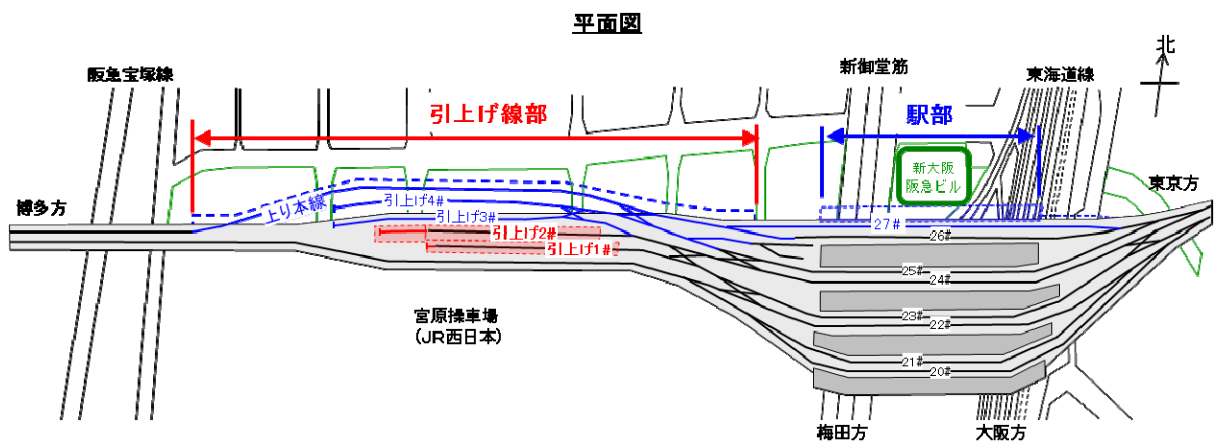 平面図
北
阪急宝塚線
新御堂筋
東海道線
引上げ線部
駅部
新大阪
阪急ビル
東京方
博多方
上り本線
引上げ4#
引上げ3#
引上げ2#
引上げ1#
27#
26#
25#
24#
23#
22#
21#
20#
宮原操車場
(JR西日本)
梅田方
大阪方